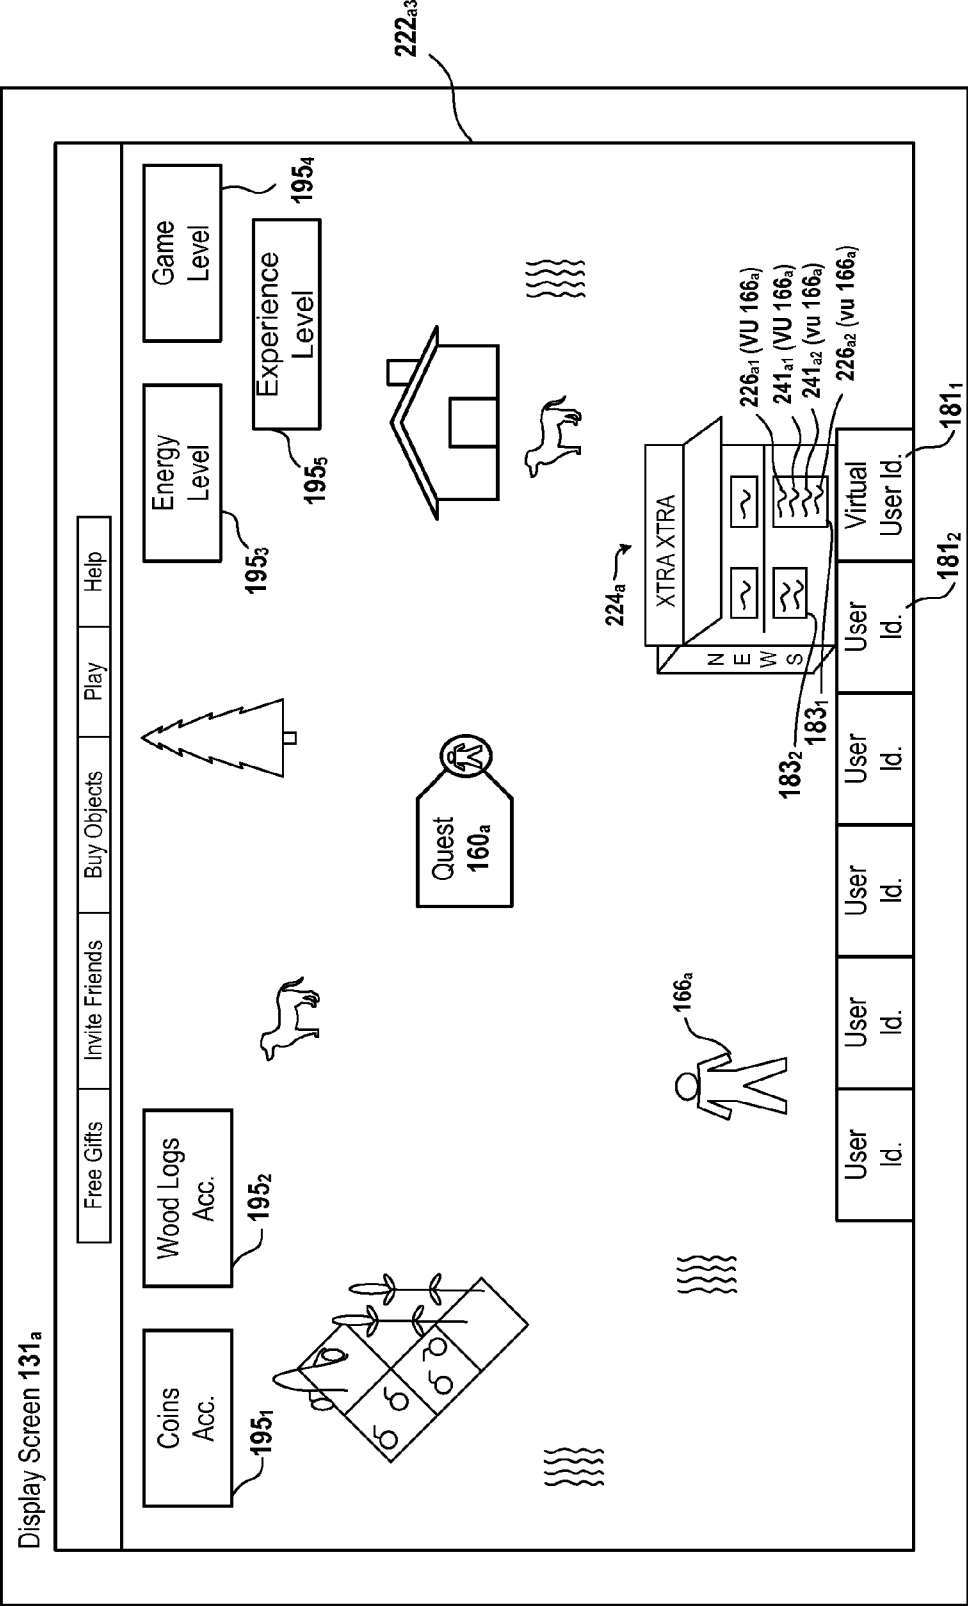 Display Screen 131a
222a3
Free Gifts
Invite Friends
Buy Objects
Play
Help
Coins
Acc.
195₁
Wood Logs
Acc.
195₂
Energy
Level
195₃
Game
Level
195₄
Experience
Level
195₅
Quest
160a
166a
224a
XTRA XTRA
NEWS
226a1 (VU 166a)
241a1 (VU 166a)
241a2 (vu 166a)
226a2 (vu 166a)
183₂
183₁
User
Id.
User
Id.
User
Id.
User
Id.
User
Id.
181₂
Virtual
User Id.
181₁